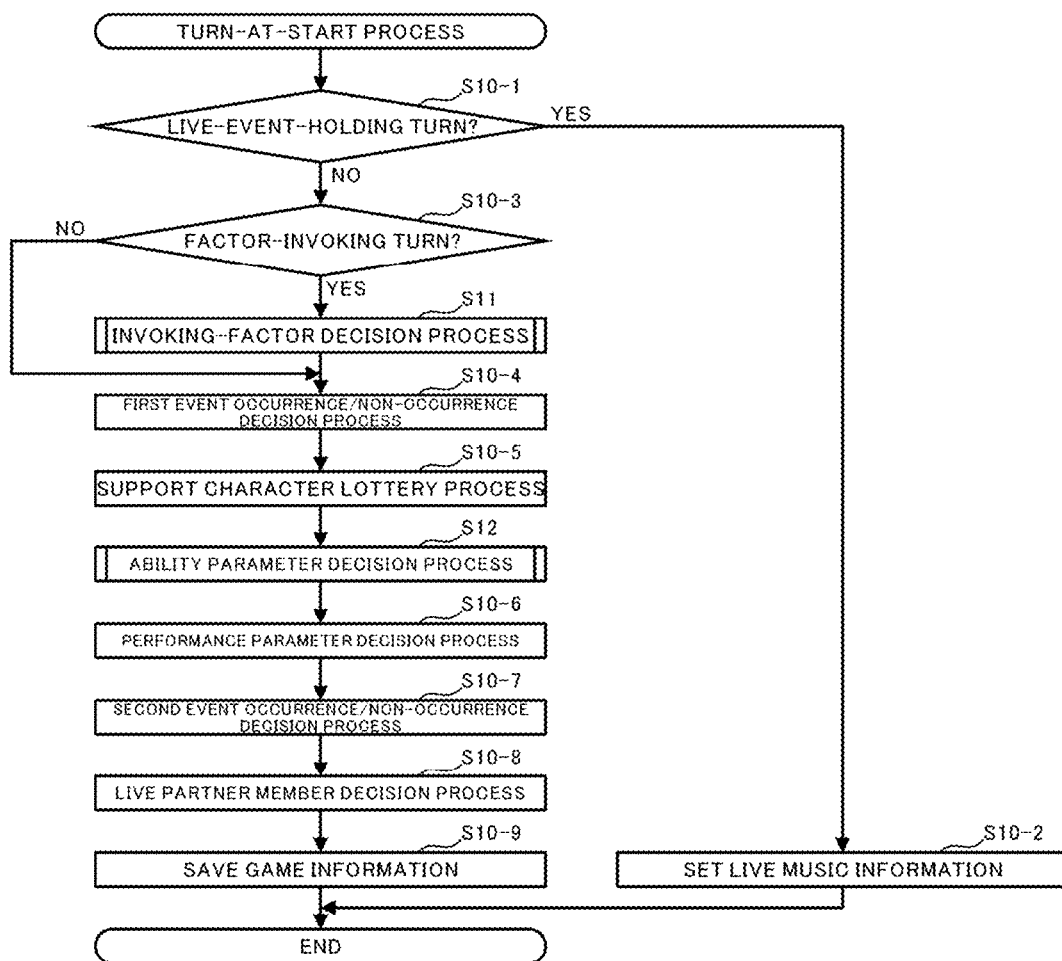 TURN-AT-START PROCESS
S10-1
LIVE-EVENT-HOLDING TURN?
YES
NO
S10-3
NO
FACTOR-INVOKING TURN?
YES
S11
INVOKING-FACTOR DECISION PROCESS
S10-4
FIRST EVENT OCCURRENCE/NON-OCCURRENCE
DECISION PROCESS
S10-5
SUPPORT CHARACTER LOTTERY PROCESS
S12
ABILITY PARAMETER DECISION PROCESS
S10-6
PERFORMANCE PARAMETER DECISION PROCESS
S10-7
SECOND EVENT OCCURRENCE/NON-OCCURRENCE
DECISION PROCESS
S10-8
LIVE PARTNER MEMBER DECISION PROCESS
S10-9
SAVE GAME INFORMATION
S10-2
SET LIVE MUSIC INFORMATION
END